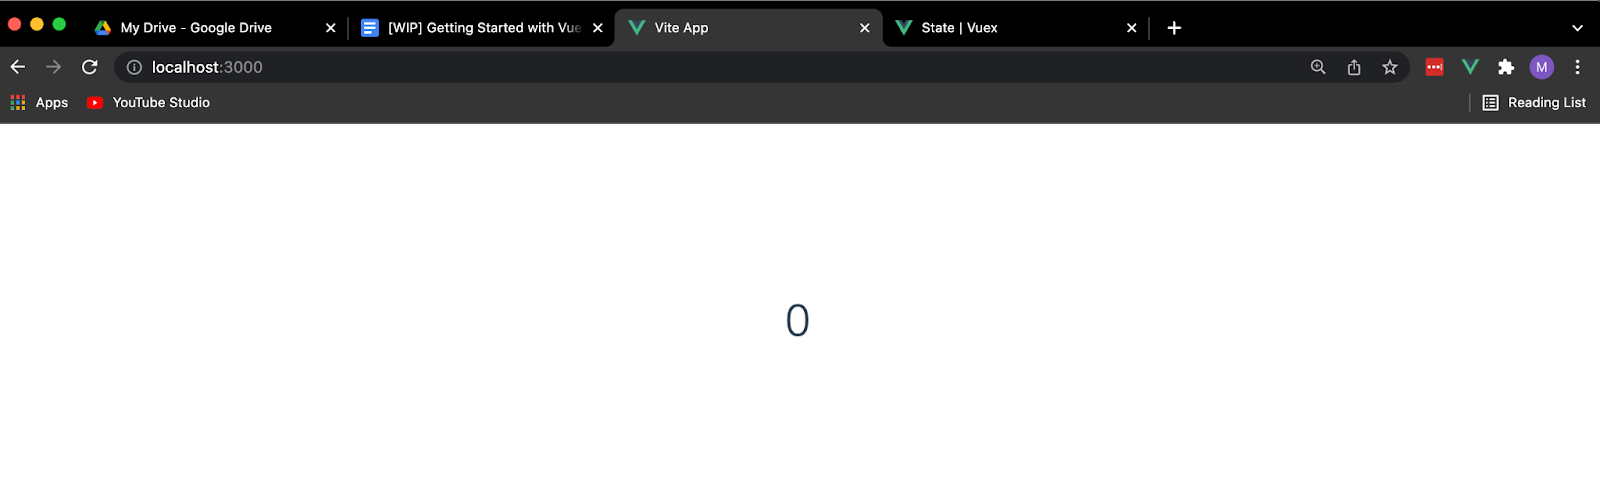 My Drive - Google Drive
[WIP] Getting Started with Vue
Vite App
State | Vuex
localhost:3000
M
Apps
YouTube Studio
Reading List
0